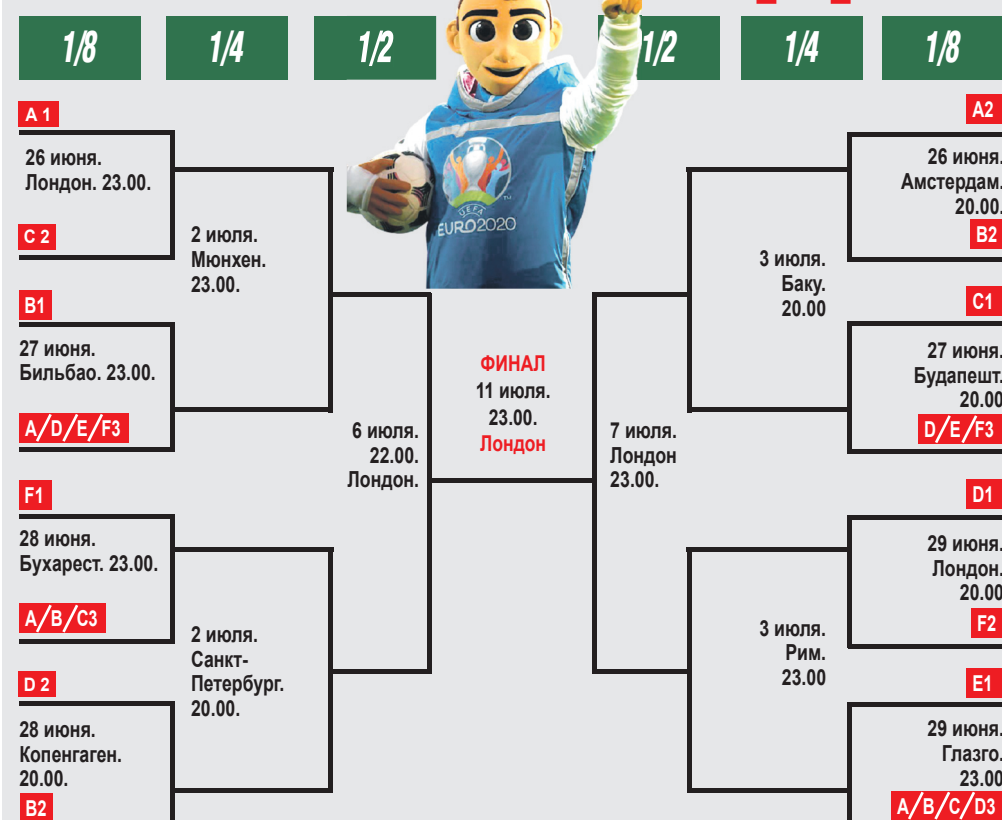 1/8 1/4 1/2 1/2 1/4 1/8
UEFA
EURO2020
A 1
26 июня.
Лондон. 23.00.
C 2
B1
27 июня.
Бильбао. 23.00.
A/D/E/F3
F1
28 июня.
Бухарест. 23.00.
A/B/C3
D 2
28 июня.
Копенгаген.
20.00.
B2
2 июля.
Мюнхен.
23.00.
2 июля.
Санкт-
Петербург.
20.00.
6 июля.
22.00.
Лондон.
ФИНАЛ
11 июля.
23.00.
Лондон
7 июля.
Лондон
23.00.
3 июля.
Баку.
20.00
3 июля.
Рим.
23.00
A2
26 июня.
Амстердам.
20.00.
B2
C1
27 июня.
Будапешт.
20.00
D/E/F3
D1
29 июня.
Лондон.
20.00
F2
E1
29 июня.
Глазго.
23.00
A/B/C/D3